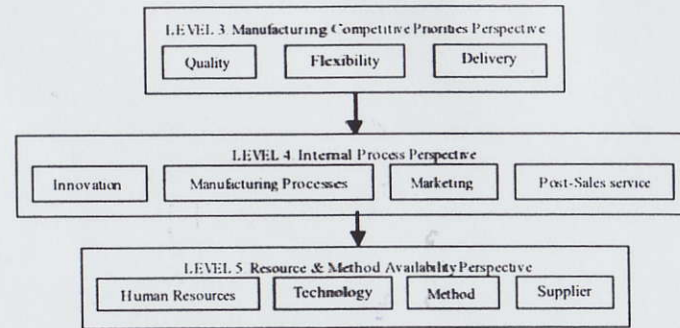 LEVEL 3 Manufacturing Competitive Priorities Perspective
Quality Flexibility Delivery
LEVEL 4 Internal Process Perspective
Innovation Manufacturing Processes Marketing Post-Sales service
LEVEL 5 Resource & Method Availability Perspective
Human Resources Technology Method Supplier